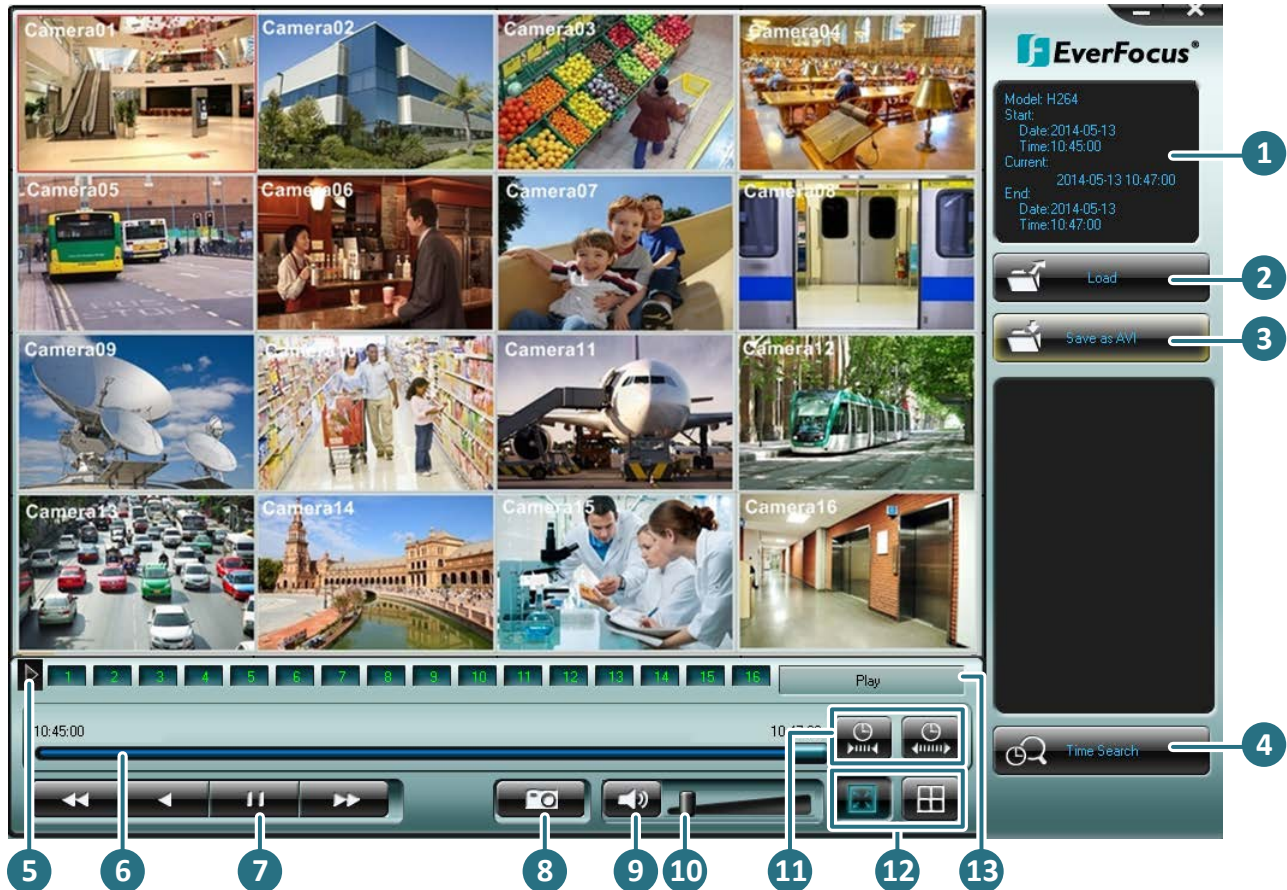 Camera01 Camera02 Camera03 Camera04
Camera05 Camera06 Camera07 Camera08
Camera09 Camera10 Camera11 Camera12
Camera13 Camera14 Camera15 Camera16
EverFocus®
Model: H264
Start:
Date:2014-05-13
Time:10:45:00
Current:
2014-05-13 10:47:00
End:
Date:2014-05-13
Time:10:47:00
1
Load
2
Save as AVI
3
Time Search
4
1 2 3 4 5 6 7 8 9 10 11 12 13 14 15 16
Play
10:45:00
11
5 6 7 8 9 10 12 13